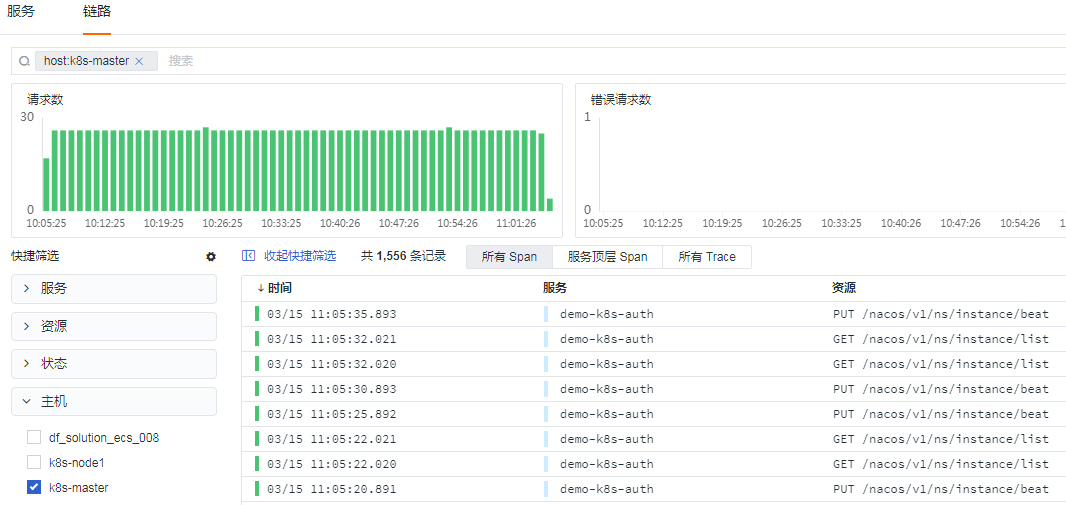 服务 链路
host:k8s-master × 搜索
请求数
30
0
10:05:25 10:12:25 10:19:25 10:26:25 10:33:25 10:40:26 10:47:26 10:54:26 11:01:26
错误请求数
1
0
10:05:25 10:12:25 10:19:25 10:26:25 10:33:25 10:40:26 10:47:26 10:54:26 1
快捷筛选
服务
资源
状态
主机
df_solution_ecs_008
k8s-node1
k8s-master
收起快捷筛选 共 1,556 条记录 所有 Span 服务顶层 Span 所有 Trace
↓ 时间 服务 资源
03/15 11:05:35.893 demo-k8s-auth PUT /nacos/v1/ns/instance/beat
03/15 11:05:32.021 demo-k8s-auth GET /nacos/v1/ns/instance/list
03/15 11:05:32.020 demo-k8s-auth GET /nacos/v1/ns/instance/list
03/15 11:05:30.893 demo-k8s-auth PUT /nacos/v1/ns/instance/beat
03/15 11:05:25.892 demo-k8s-auth PUT /nacos/v1/ns/instance/beat
03/15 11:05:22.021 demo-k8s-auth GET /nacos/v1/ns/instance/list
03/15 11:05:22.020 demo-k8s-auth GET /nacos/v1/ns/instance/list
03/15 11:05:20.891 demo-k8s-auth PUT /nacos/v1/ns/instance/beat